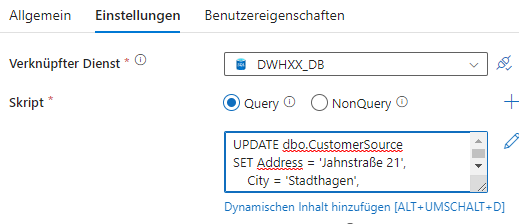 Allgemein Einstellungen Benutzereigenschaften
Verknüpfter Dienst * DWHXX_DB
Skript * Query NonQuery
UPDATE dbo.CustomerSource
SET Address = 'Jahnstraße 21',
City = 'Stadthagen',
Dynamischen Inhalt hinzufügen [ALT+UMSCHALT+D]